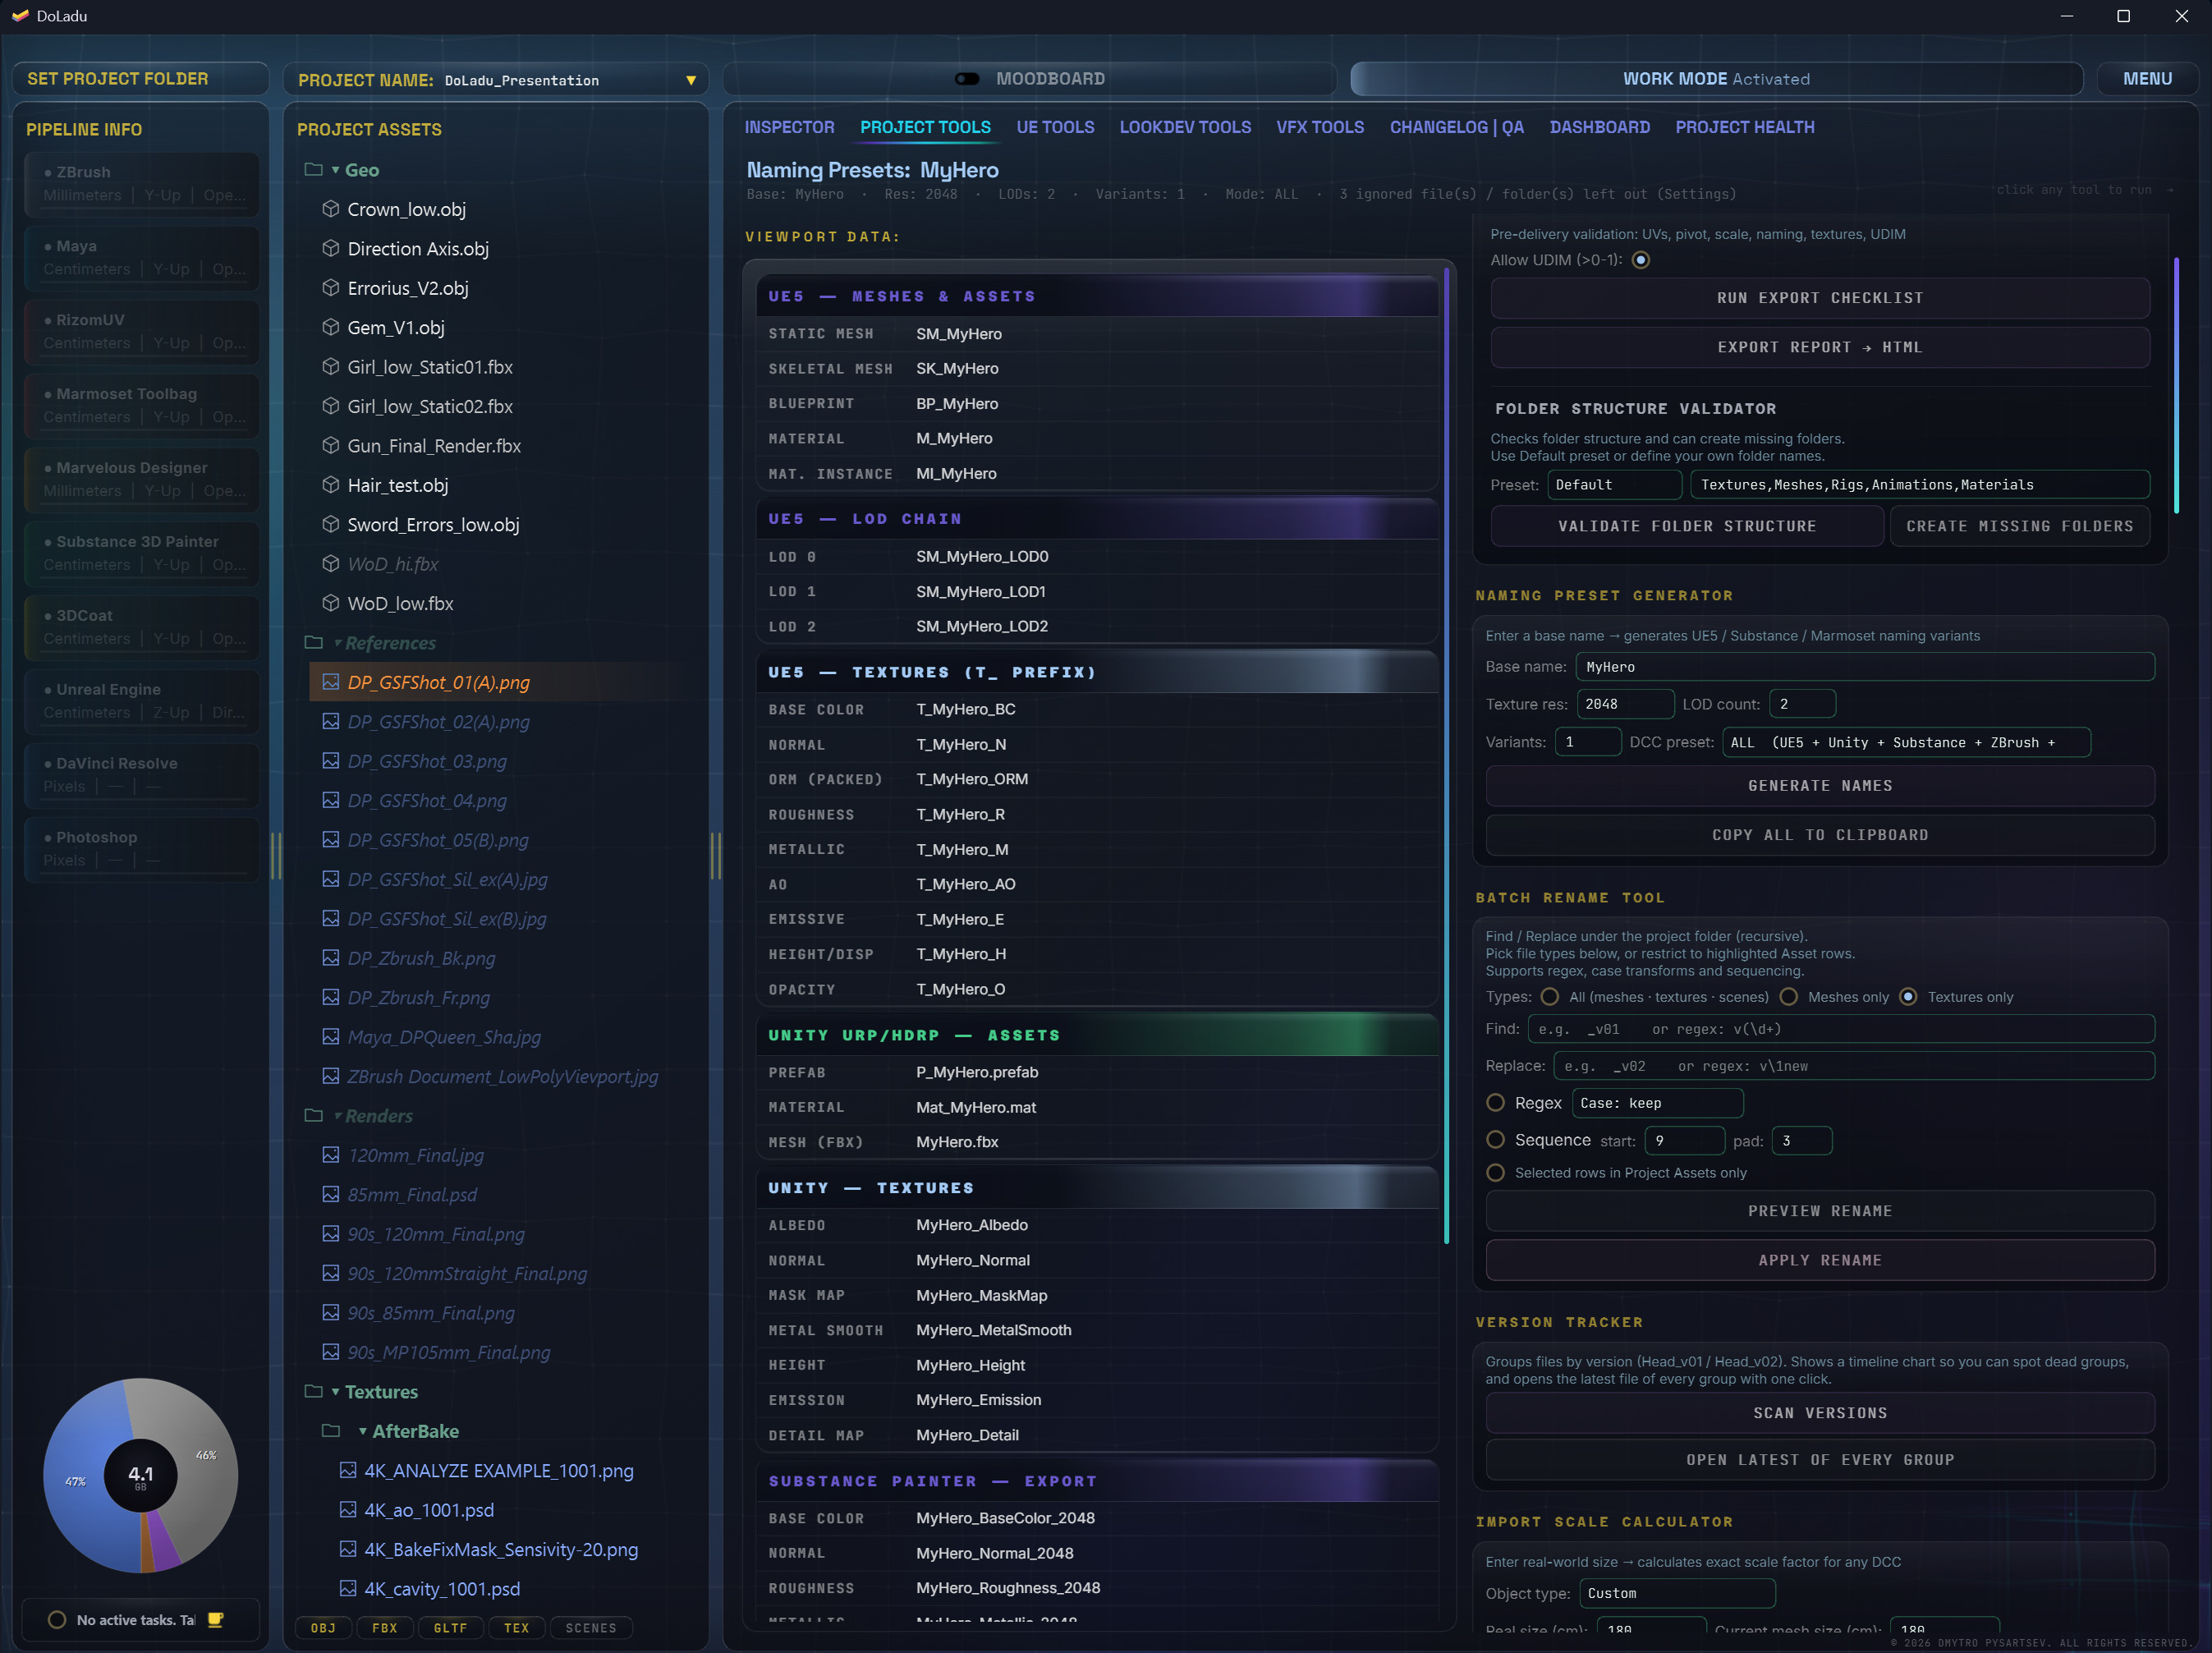 DoLadu
SET PROJECT FOLDER
PROJECT NAME: DoLadu_Presentation
MOODBOARD
WORK MODE Activated
MENU
PIPELINE INFO
ZBrush
Millimeters | Y-Up | Ope...
Maya
Centimeters | Y-Up | Op...
RizomUV
Centimeters | Y-Up | Op...
Marmoset Toolbag
Centimeters | Y-Up | Op...
Marvelous Designer
Millimeters | Y-Up | Ope...
Substance 3D Painter
Centimeters | Y-Up | Op...
3DCoat
Centimeters | Y-Up | Op...
Unreal Engine
Centimeters | Z-Up | Dir...
DaVinci Resolve
Pixels | — | —
Photoshop
Pixels | — | —
46%
47%
4.1
GB
No active tasks. Ta
PROJECT ASSETS
Geo
Crown_low.obj
Direction Axis.obj
Errorius_V2.obj
Gem_V1.obj
Girl_low_Static01.fbx
Girl_low_Static02.fbx
Gun_Final_Render.fbx
Hair_test.obj
Sword_Errors_low.obj
WoD_hi.fbx
WoD_low.fbx
References
DP_GSFShot_01(A).png
DP_GSFShot_02(A).png
DP_GSFShot_03.png
DP_GSFShot_04.png
DP_GSFShot_05(B).png
DP_GSFShot_Sil_ex(A).jpg
DP_GSFShot_Sil_ex(B).jpg
DP_Zbrush_Bk.png
DP_Zbrush_Fr.png
Maya_DPQueen_Sha.jpg
ZBrush Document_LowPolyVievport.jpg
Renders
120mm_Final.jpg
85mm_Final.psd
90s_120mm_Final.png
90s_120mmStraight_Final.png
90s_85mm_Final.png
90s_MP105mm_Final.png
Textures
AfterBake
4K_ANALYZE EXAMPLE_1001.png
4K_ao_1001.psd
4K_BakeFixMask_Sensivity-20.png
4K_cavity_1001.psd
OBJ FBX GLTF TEX SCENES
INSPECTOR PROJECT TOOLS UE TOOLS LOOKDEV TOOLS VFX TOOLS CHANGELOG | QA DASHBOARD PROJECT HEALTH
Naming Presets: MyHero
Base: MyHero · Res: 2048 · LODs: 2 · Variants: 1 · Mode: ALL · 3 ignored file(s) / folder(s) left out (Settings)
click any tool to run →
VIEWPORT DATA:
UE5 — MESHES & ASSETS
STATIC MESH SM_MyHero
SKELETAL MESH SK_MyHero
BLUEPRINT BP_MyHero
MATERIAL M_MyHero
MAT. INSTANCE MI_MyHero
UE5 — LOD CHAIN
LOD 0 SM_MyHero_LOD0
LOD 1 SM_MyHero_LOD1
LOD 2 SM_MyHero_LOD2
UE5 — TEXTURES (T_ PREFIX)
BASE COLOR T_MyHero_BC
NORMAL T_MyHero_N
ORM (PACKED) T_MyHero_ORM
ROUGHNESS T_MyHero_R
METALLIC T_MyHero_M
AO T_MyHero_AO
EMISSIVE T_MyHero_E
HEIGHT/DISP T_MyHero_H
OPACITY T_MyHero_O
UNITY URP/HDRP — ASSETS
PREFAB P_MyHero.prefab
MATERIAL Mat_MyHero.mat
MESH (FBX) MyHero.fbx
UNITY — TEXTURES
ALBEDO MyHero_Albedo
NORMAL MyHero_Normal
MASK MAP MyHero_MaskMap
METAL SMOOTH MyHero_MetalSmooth
HEIGHT MyHero_Height
EMISSION MyHero_Emission
DETAIL MAP MyHero_Detail
SUBSTANCE PAINTER — EXPORT
BASE COLOR MyHero_BaseColor_2048
NORMAL MyHero_Normal_2048
ROUGHNESS MyHero_Roughness_2048
METALLIC MyHero_Metallic_2048
Pre-delivery validation: UVs, pivot, scale, naming, textures, UDIM
Allow UDIM (>0-1):
RUN EXPORT CHECKLIST
EXPORT REPORT → HTML
FOLDER STRUCTURE VALIDATOR
Checks folder structure and can create missing folders.
Use Default preset or define your own folder names.
Preset: Default Textures,Meshes,Rigs,Animations,Materials
VALIDATE FOLDER STRUCTURE CREATE MISSING FOLDERS
NAMING PRESET GENERATOR
Enter a base name → generates UE5 / Substance / Marmoset naming variants
Base name: MyHero
Texture res: 2048 LOD count: 2
Variants: 1 DCC preset: ALL (UE5 + Unity + Substance + ZBrush +
GENERATE NAMES
COPY ALL TO CLIPBOARD
BATCH RENAME TOOL
Find / Replace under the project folder (recursive).
Pick file types below, or restrict to highlighted Asset rows.
Supports regex, case transforms and sequencing.
Types: All (meshes · textures · scenes) Meshes only Textures only
Find: e.g. _v01 or regex: v(\d+)
Replace: e.g. _v02 or regex: v\1new
Regex Case: keep
Sequence start: 9 pad: 3
Selected rows in Project Assets only
PREVIEW RENAME
APPLY RENAME
VERSION TRACKER
Groups files by version (Head_v01 / Head_v02). Shows a timeline chart so you can spot dead groups,
and opens the latest file of every group with one click.
SCAN VERSIONS
OPEN LATEST OF EVERY GROUP
IMPORT SCALE CALCULATOR
Enter real-world size → calculates exact scale factor for any DCC
Object type: Custom
Real size (cm): 180 Current mesh size (cm): 180
© 2026 DMYTRO PYSARTSEV. ALL RIGHTS RESERVED.